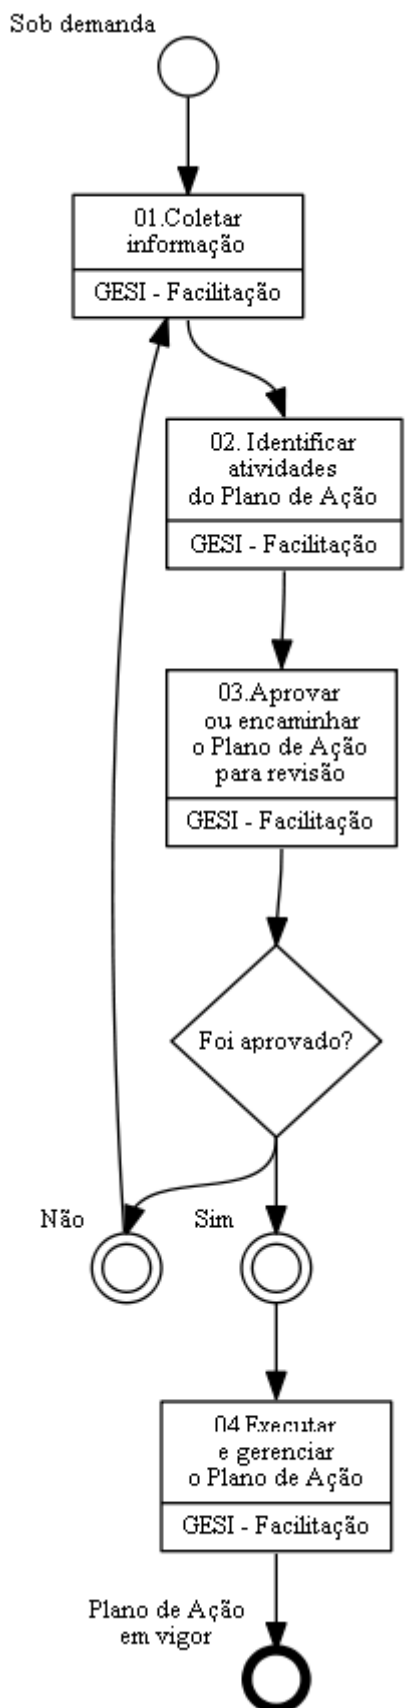 Sob demanda
01.Coletar
informação
GESI - Facilitação
02. Identificar
atividades
do Plano de Ação
GESI - Facilitação
03.Aprovar
ou encaminhar
o Plano de Ação
para revisão
GESI - Facilitação
Foi aprovado?
Não
Sim
04.Executar
e gerenciar
o Plano de Ação
GESI - Facilitação
Plano de Ação
em vigor